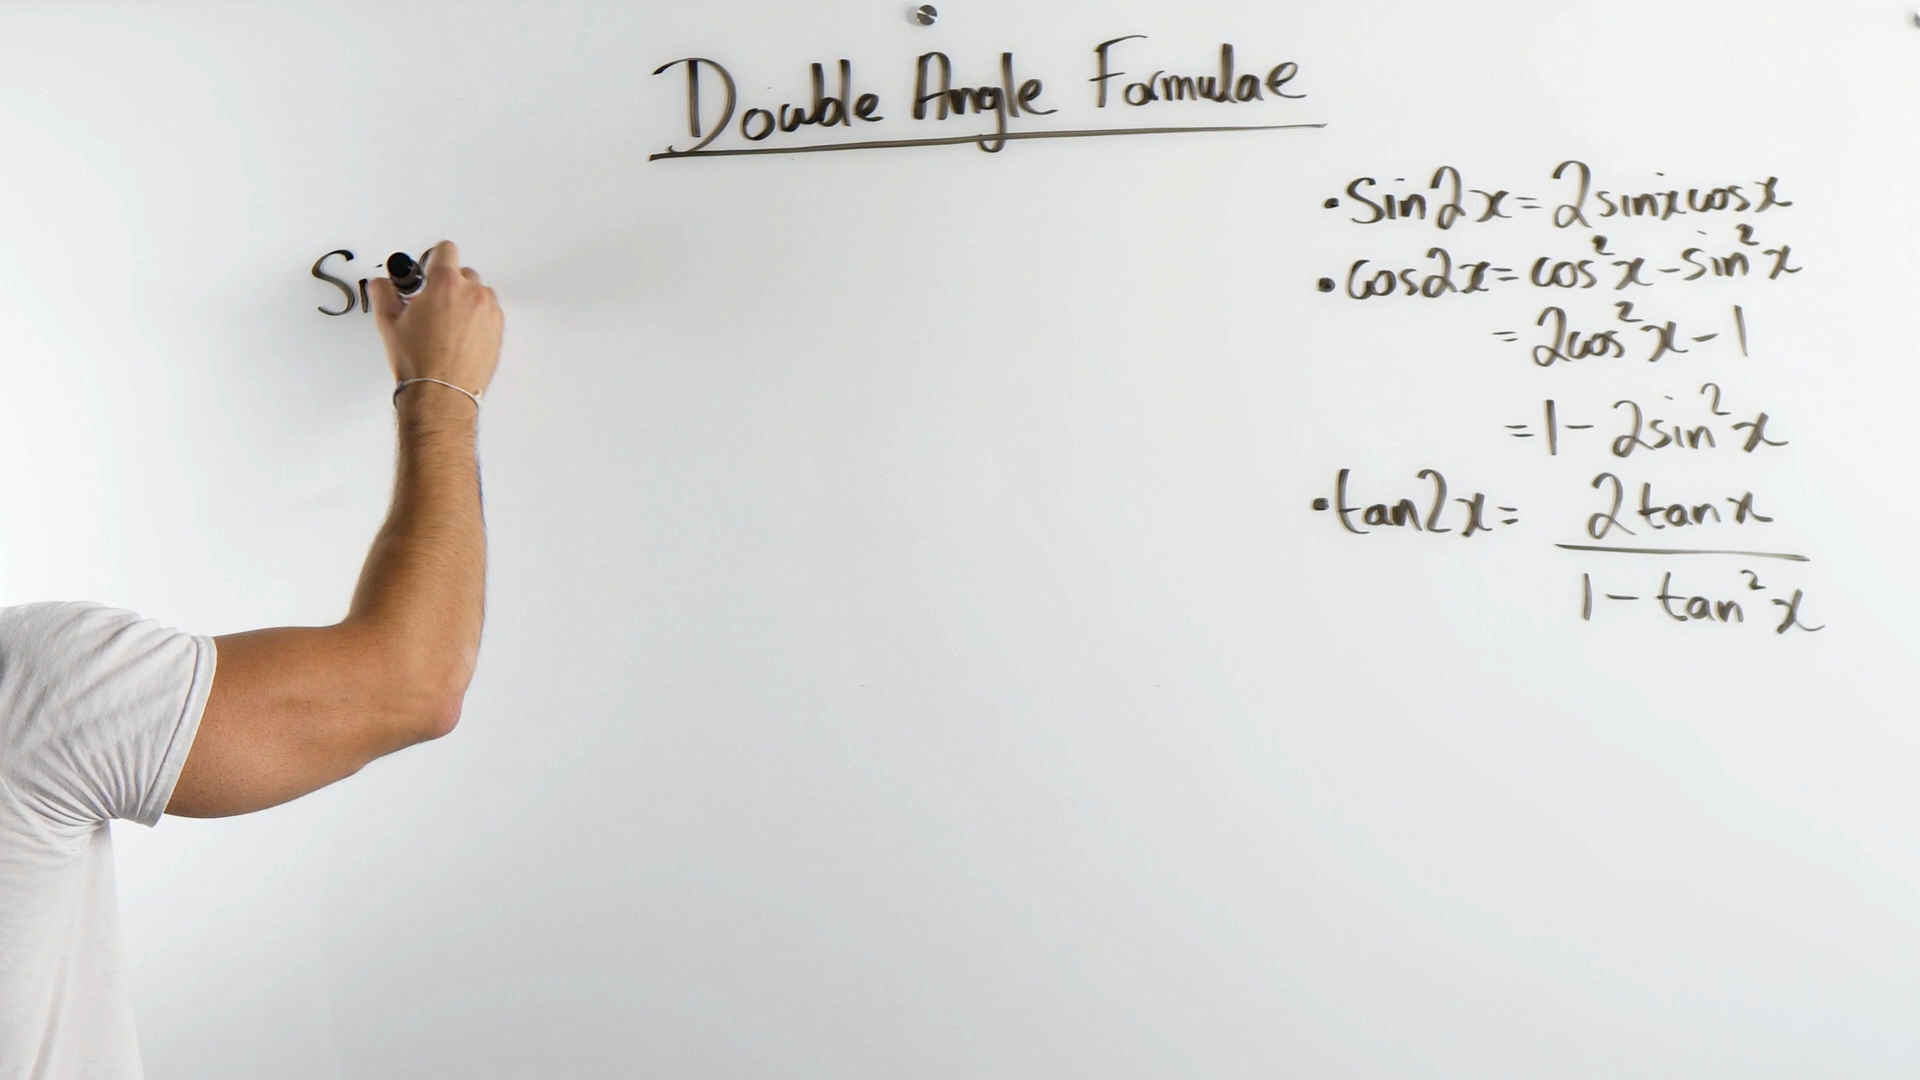 Double Angle Formulae
• Sin2x = 2sinxcosx
• Cos2x = cos²x - sin²x
= 2cos²x - 1
= 1 - 2sin²x
• tan2x = 2tanx
1 - tan²x